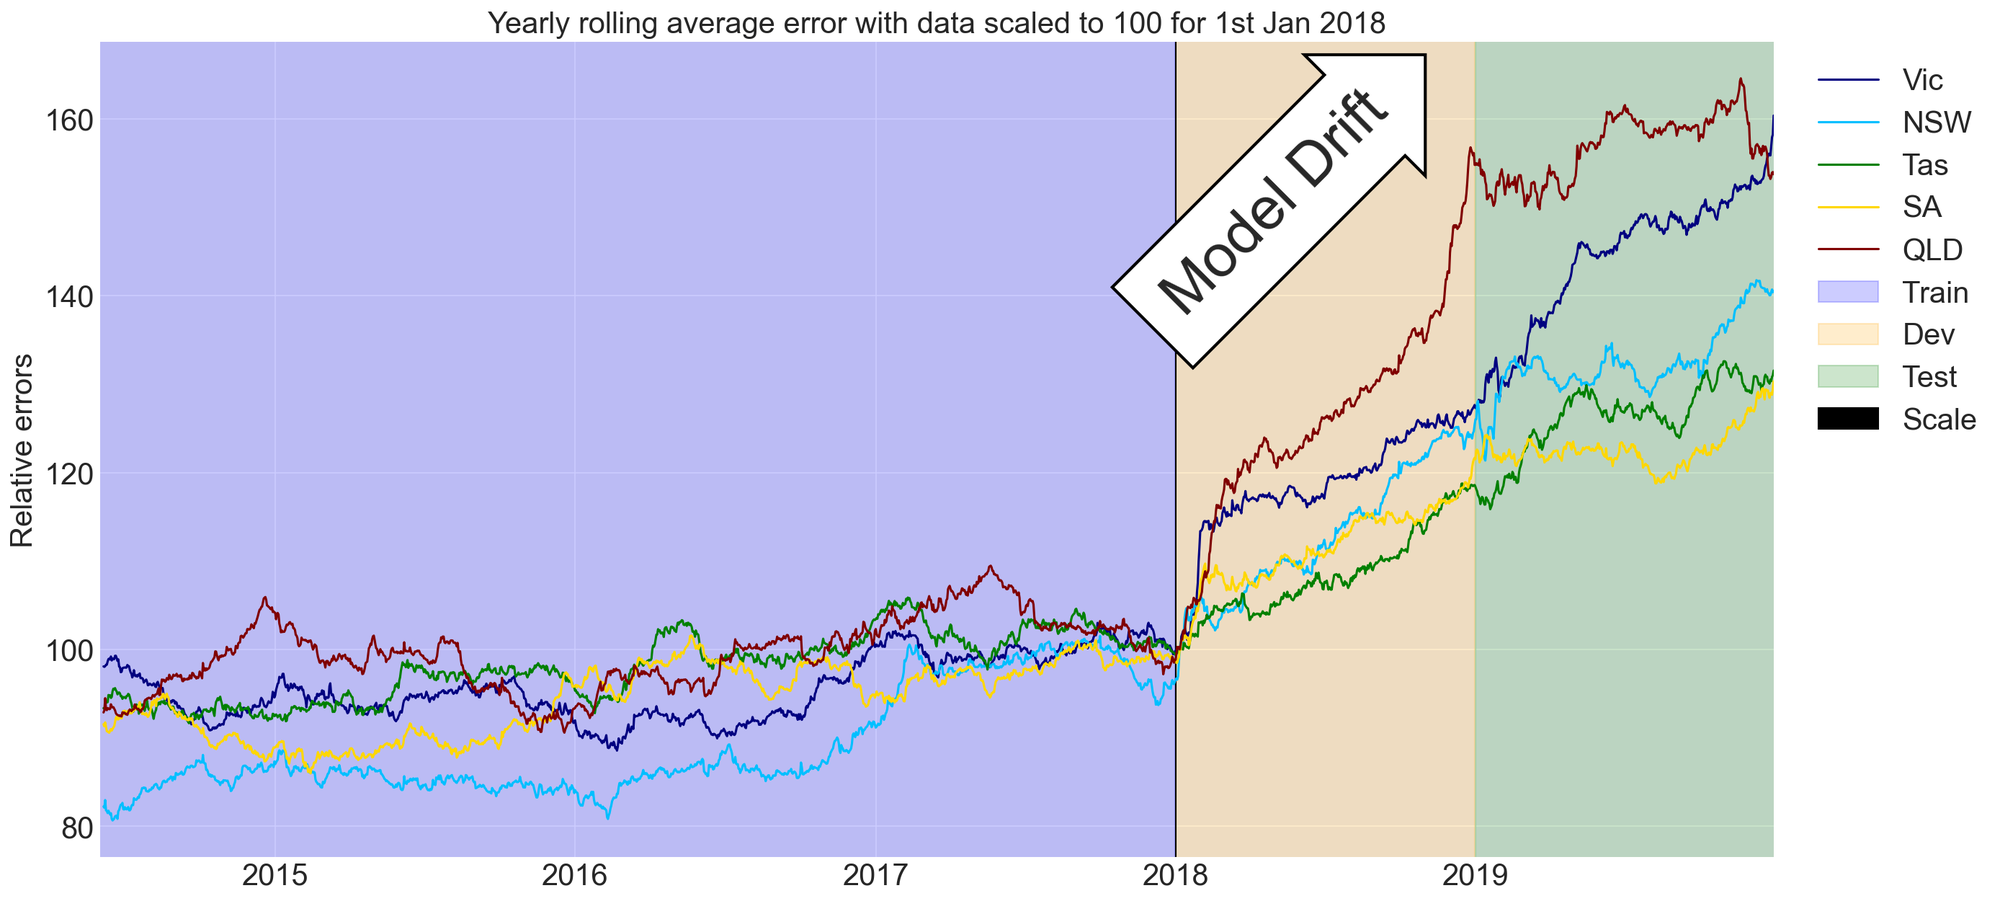 Yearly rolling average error with data scaled to 100 for 1st Jan 2018
Relative errors
160
140
120
100
80
2015
2016
2017
2018
2019
Model Drift
Vic
NSW
Tas
SA
QLD
Train
Dev
Test
Scale